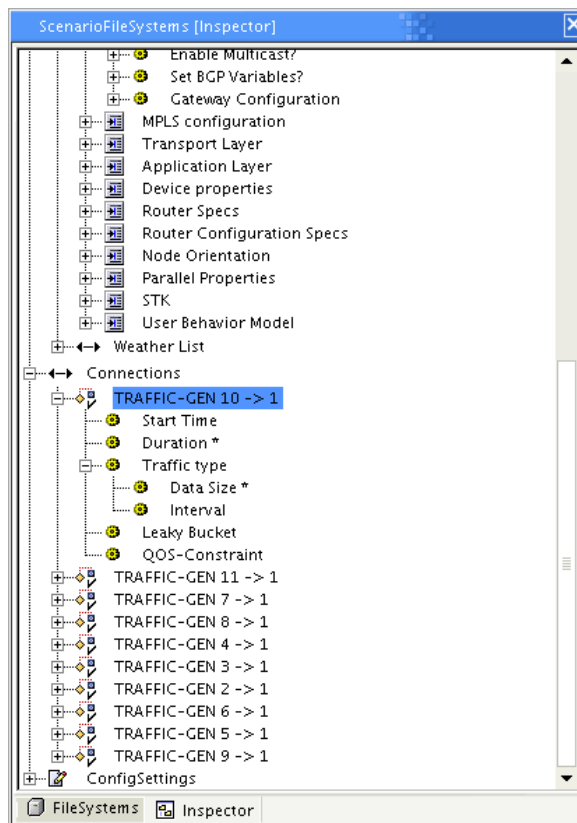 ScenarioFileSystems [Inspector]
Enable Multicast?
Set BGP Variables?
Gateway Configuration
MPLS configuration
Transport Layer
Application Layer
Device properties
Router Specs
Router Configuration Specs
Node Orientation
Parallel Properties
STK
User Behavior Model
Weather List
Connections
TRAFFIC-GEN 10 -> 1
Start Time
Duration *
Traffic type
Data Size *
Interval
Leaky Bucket
QOS-Constraint
TRAFFIC-GEN 11 -> 1
TRAFFIC-GEN 7 -> 1
TRAFFIC-GEN 8 -> 1
TRAFFIC-GEN 4 -> 1
TRAFFIC-GEN 3 -> 1
TRAFFIC-GEN 2 -> 1
TRAFFIC-GEN 6 -> 1
TRAFFIC-GEN 5 -> 1
TRAFFIC-GEN 9 -> 1
ConfigSettings
FileSystems Inspector